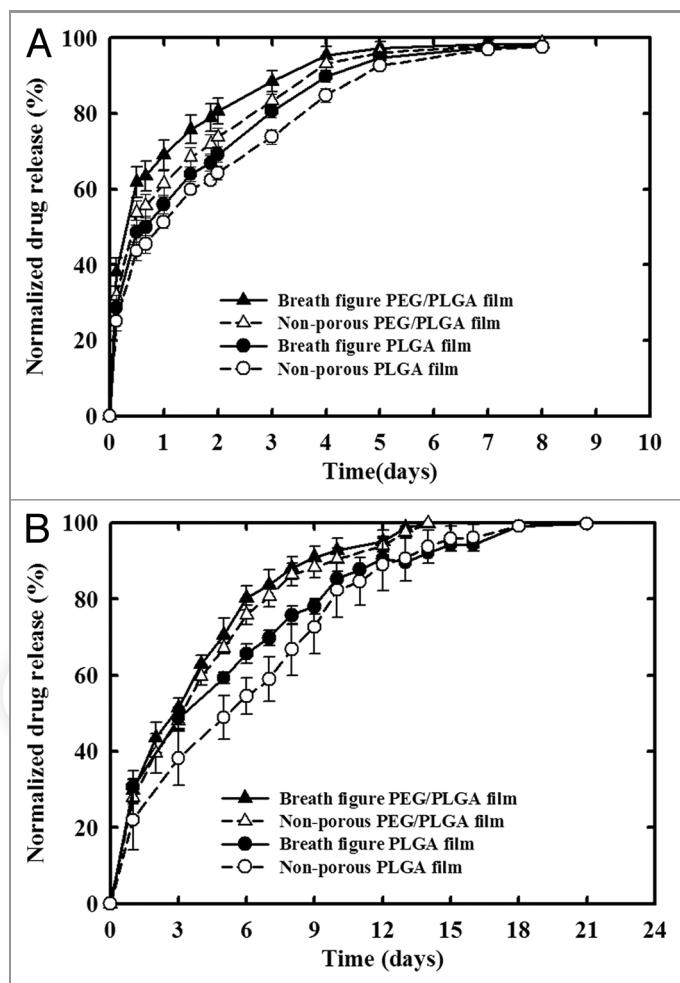 A
Normalized drug release (%)
100
80
60
40
20
0
Breath figure PEG/PLGA film
Non-porous PEG/PLGA film
Breath figure PLGA film
Non-porous PLGA film
0 1 2 3 4 5 6 7 8 9 10
Time(days)
B
Normalized drug release (%)
100
80
60
40
20
0
Breath figure PEG/PLGA film
Non-porous PEG/PLGA film
Breath figure PLGA film
Non-porous PLGA film
0 3 6 9 12 15 18 21 24
Time (days)